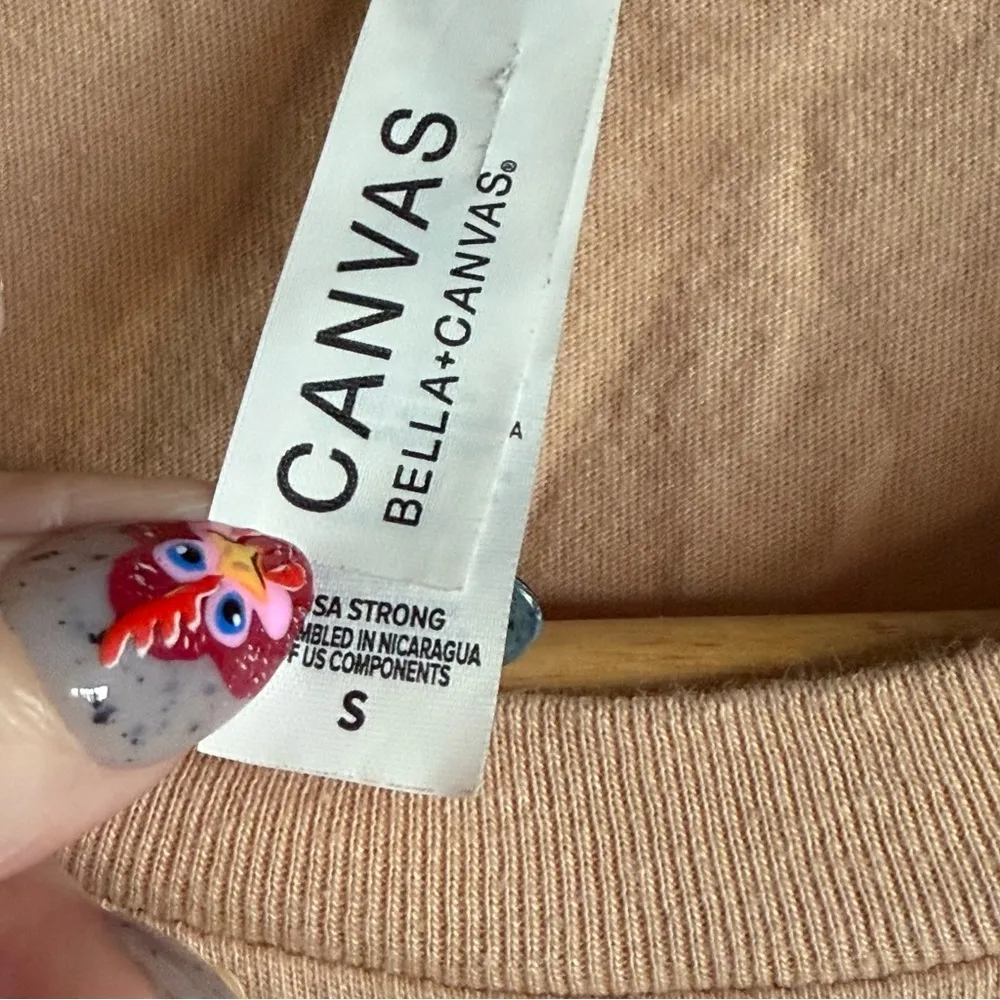 CANVAS
BELLA+CANVAS®
A
SA STRONG
MBLED IN NICARAGUA
F US COMPONENTS
S